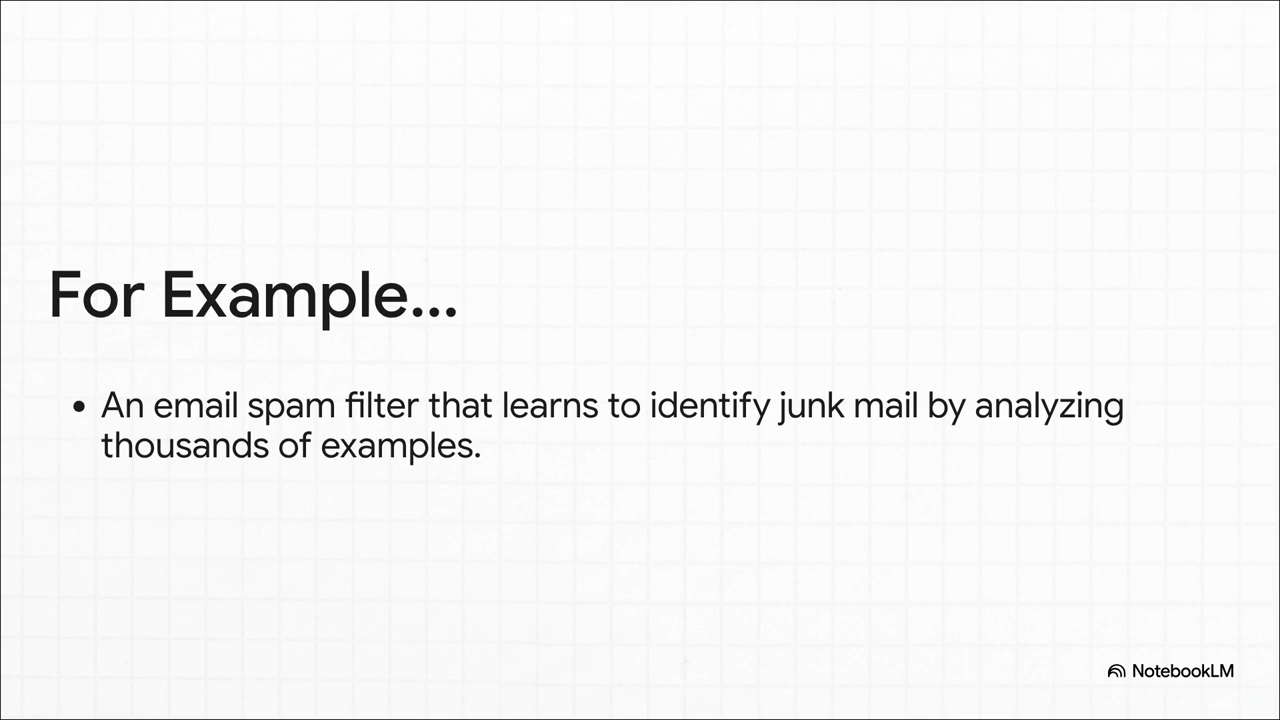 For Example...
• An email spam filter that learns to identify junk mail by analyzing
thousands of examples.
NotebookLM